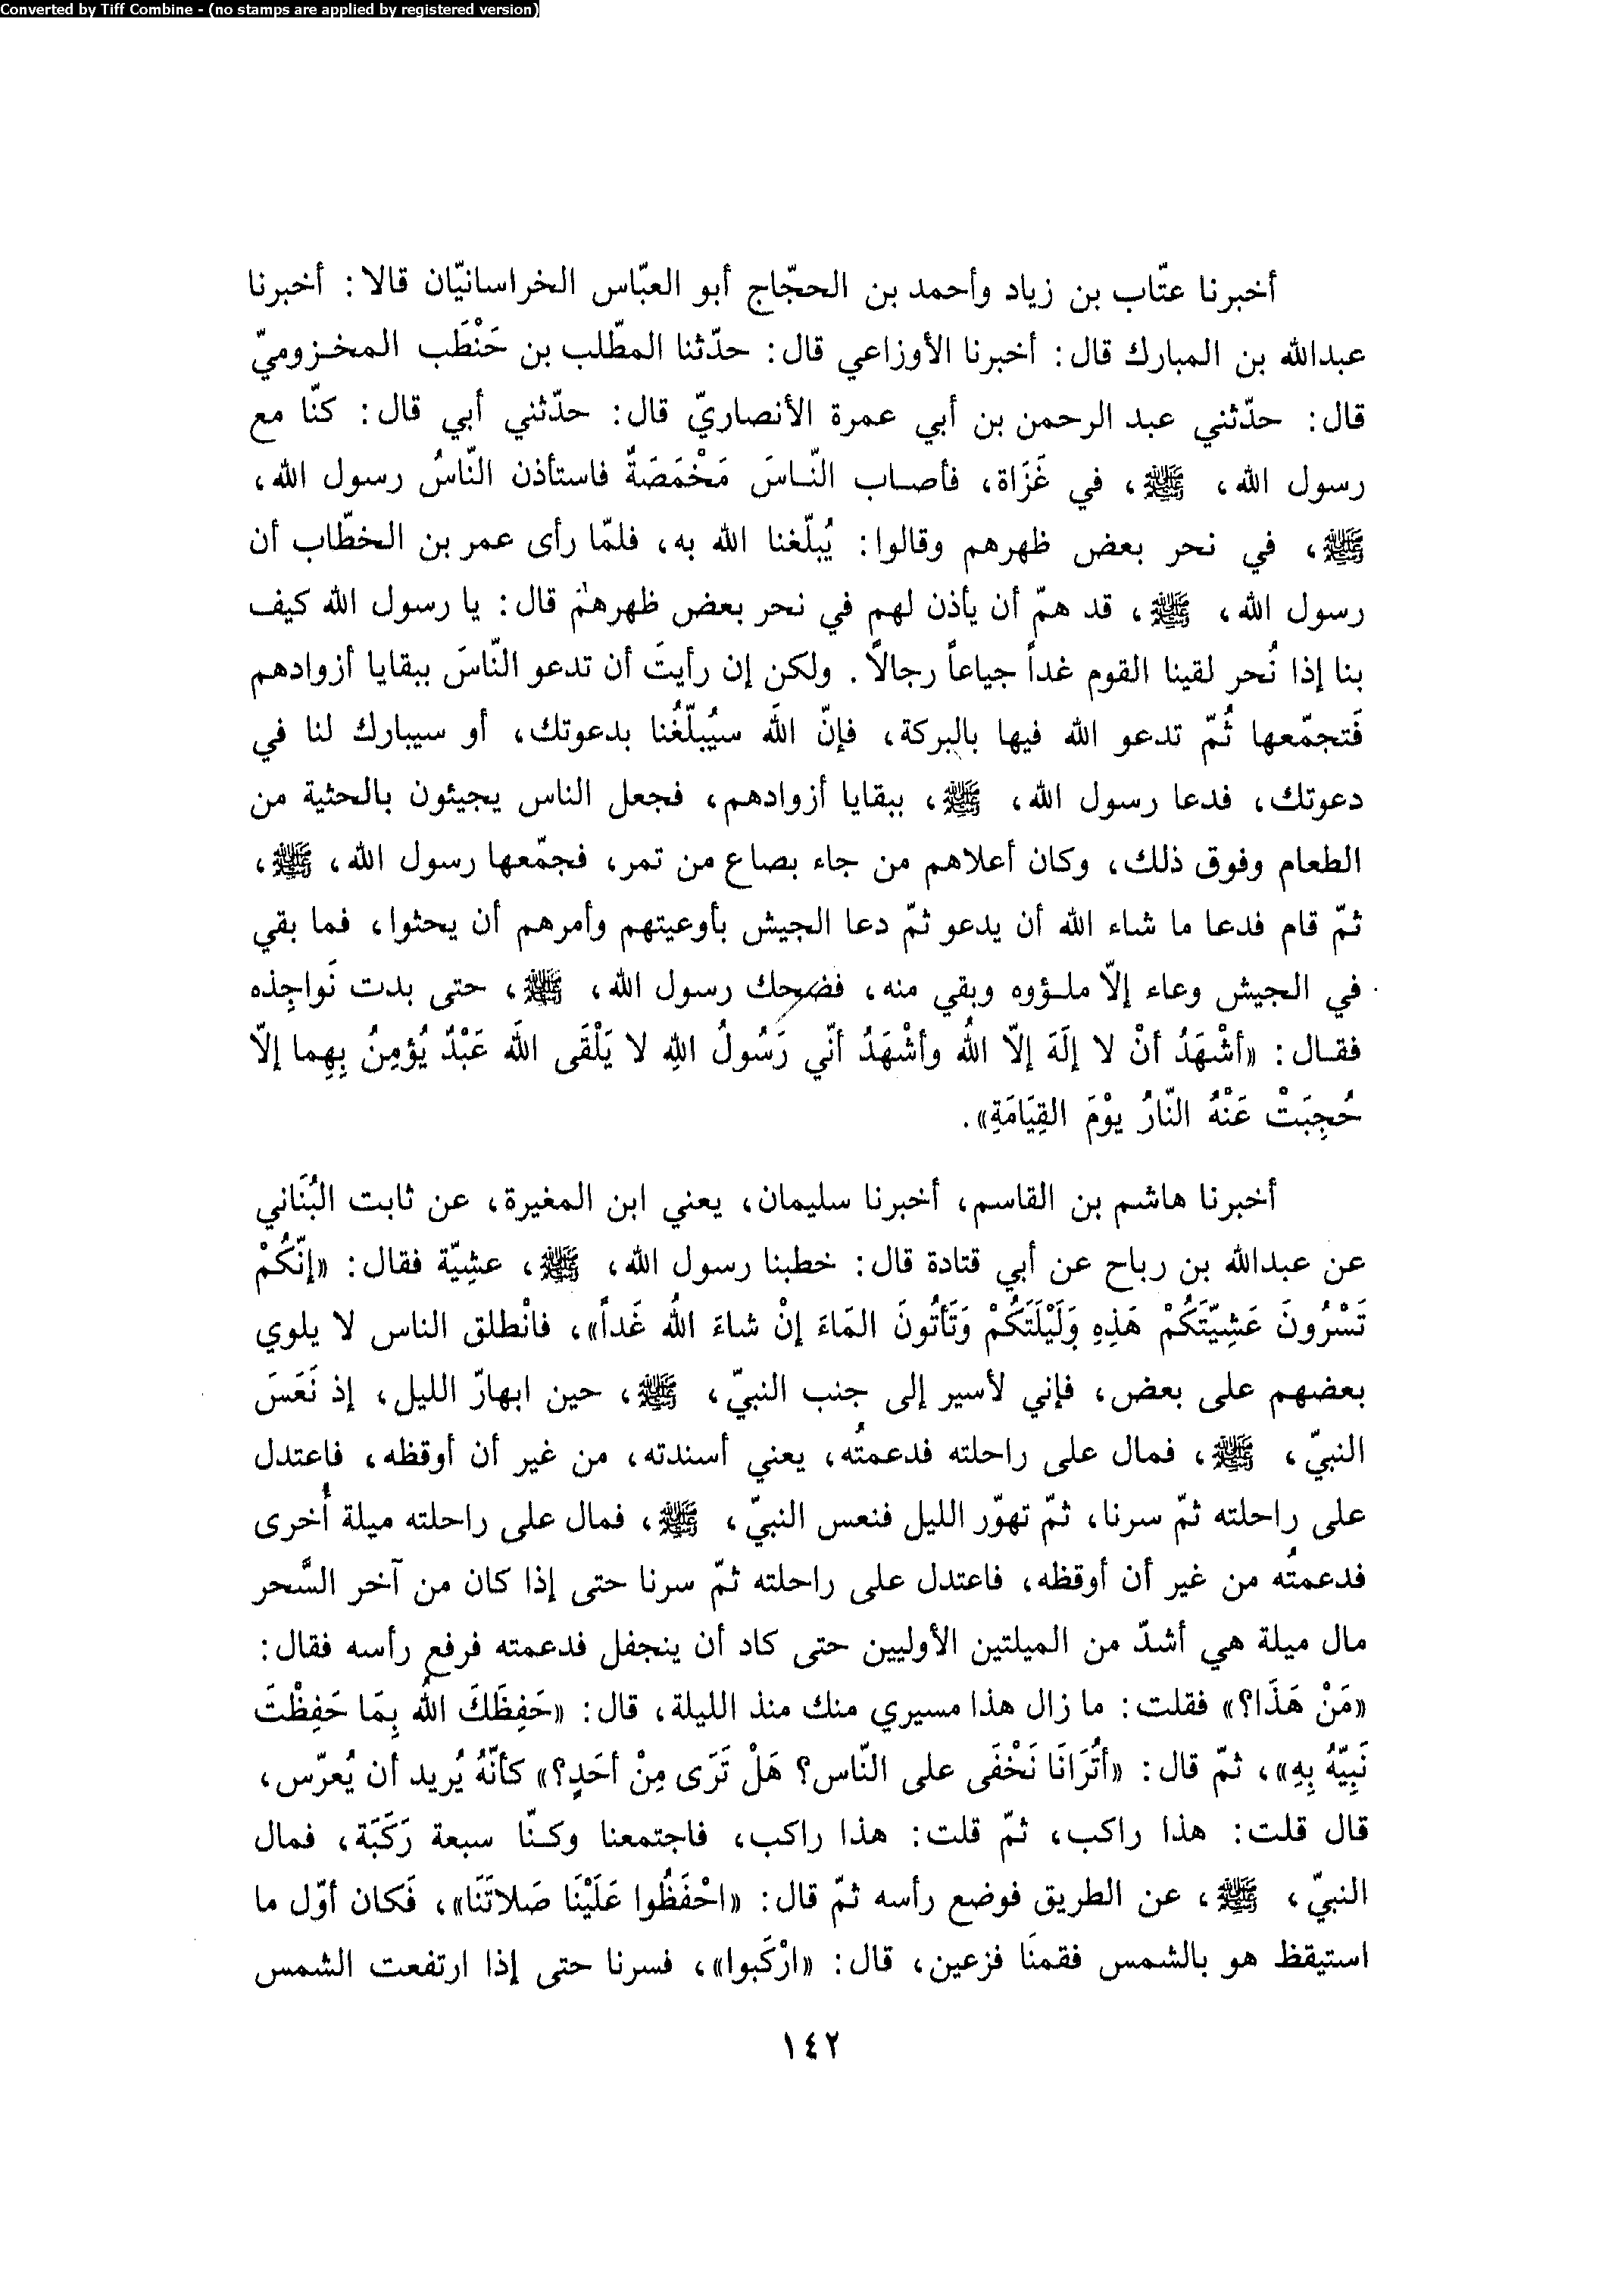 Converted by Tiff Combine - (no stamps are applied by registered version)
أخبرنا عتّاب بن زياد وأحمد بن الحجّاج أبو العبّاس الخراسانيّان قالا: أخبرنا
عبدالله بن المبارك قال: أخبرنا الأوزاعي قال: حدّثنا المطّلب بن حَنْطَب المخزوميّ
قال: حدّثني عبد الرحمن بن أبي عمرة الأنصاريّ قال: حدّثني أبي قال: كنّا مع
رسول الله، ﷺ، في غَزَاة، فأصاب النّاسَ مَخْمَصَةٌ فاستأذن النّاسُ رسول الله،
ﷺ، في نحر بعض ظهرهم وقالوا: يُبلّغنا الله به، فلمّا رأى عمر بن الخطّاب أن
رسول الله، ﷺ، قد همّ أن يأذن لهم في نحر بعض ظهرهم قال: يا رسول الله كيف
بنا إذا نُحر لقينا القوم غداً جياعاً رجالاً. ولكن إن رأيتَ أن تدعو النّاسَ ببقايا أزوادهم
فَتجمّعها ثُمّ تدعو الله فيها بالبركة، فإنّ الله سيُبلّغُنا بدعوتك، أو سيبارك لنا في
دعوتك، فدعا رسول الله، ﷺ، ببقايا أزوادهم، فجعل الناس يجيئون بالحثية من
الطعام وفوق ذلك، وكان أعلاهم من جاء بصاع من تمر، فجمّعها رسول الله، ﷺ،
ثمّ قام فدعا ما شاء الله أن يدعو ثمّ دعا الجيش بأوعيتهم وأمرهم أن يحثوا، فما بقي
في الجيش وعاء إلاّ ملؤوه وبقي منه، فضحك رسول الله، ﷺ، حتى بدت نَواجِذه
فقال: «أشْهَدُ أنْ لا إلَهَ إلاّ اللهُ وأشْهَدُ أنّي رَسُولُ اللهِ لا يَلْقَى اللهَ عَبْدٌ يُؤمِنُ بِهِما إلاّ
حُجِبَتْ عَنْهُ النّارُ يوْمَ القِيَامَةِ».
أخبرنا هاشم بن القاسم، أخبرنا سليمان، يعني ابن المغيرة، عن ثابت البُنَاني
عن عبدالله بن رباح عن أبي قتادة قال: خطبنا رسول الله، ﷺ، عشِيّة فقال: «إنّكُمْ
تَسْرُونَ عَشِيّتَكُمْ هَذِهِ وَلَيْلَتَكُمْ وَتَأتُونَ المَاءَ إنْ شاءَ اللهُ غَداً»، فانْطلق الناس لا يلوي
بعضهم على بعض، فإني لأسير إلى جنب النبيّ، ﷺ، حين ابهارّ الليل، إذ نَعَسَ
النبيّ، ﷺ، فمال على راحلته فدعمتُه، يعني أسندته، من غير أن أوقظه، فاعتدل
على راحلته ثمّ سرنا، ثمّ تهوّر الليل فنعس النبيّ، ﷺ، فمال على راحلته ميلة أُخرى
فدعمتُه من غير أن أوقظه، فاعتدل على راحلته ثمّ سرنا حتى إذا كان من آخر السَّحر
مال ميلة هي أشدّ من الميلتين الأوليين حتى كاد أن ينجفل فدعمته فرفع رأسه فقال:
«مَنْ هَذَا؟» فقلت: ما زال هذا مسيري منك منذ الليلة، قال: «حَفِظَكَ اللهُ بِمَا حَفِظْتَ
نَبِيّهُ بِهِ»، ثمّ قال: «أتُرَانَا نَخْفَى على النّاس؟ هَلْ تَرَى مِنْ أحَدٍ؟» كأنّهُ يُريد أن يُعرّس،
قال قلت: هذا راكب، ثمّ قلت: هذا راكب، فاجتمعنا وكنّا سبعة رَكَبَة، فمال
النبيّ، ﷺ، عن الطريق فوضع رأسه ثمّ قال: «احْفَظُوا عَلَيْنَا صَلاتَنَا»، فَكان أوّل ما
استيقظ هو بالشمس فقمنَا فزعين، قال: «ارْكَبوا»، فسرنا حتى إذا ارتفعت الشمس
١٤٢